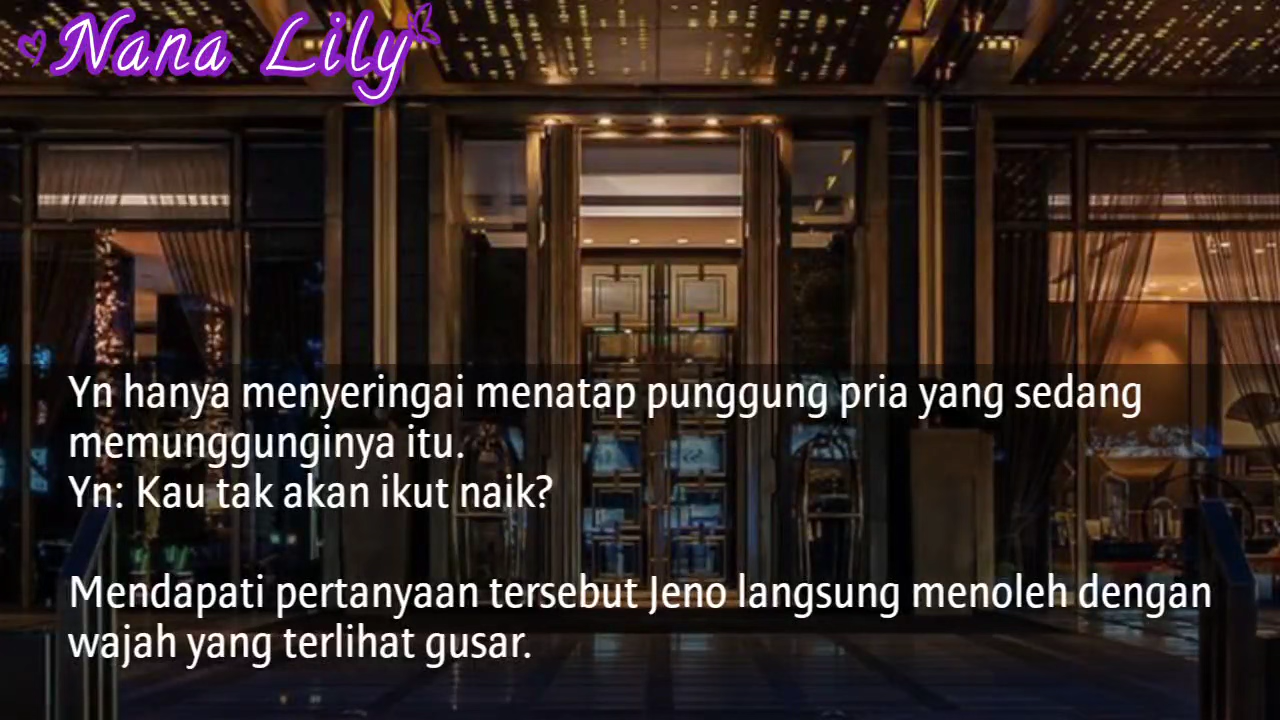 Nana Lily
Yn hanya menyeringai menatap punggung pria yang sedang
memunggunginya itu.
Yn: Kau tak akan ikut naik?
Mendapati pertanyaan tersebut Jeno langsung menoleh dengan
wajah yang terlihat gusar.